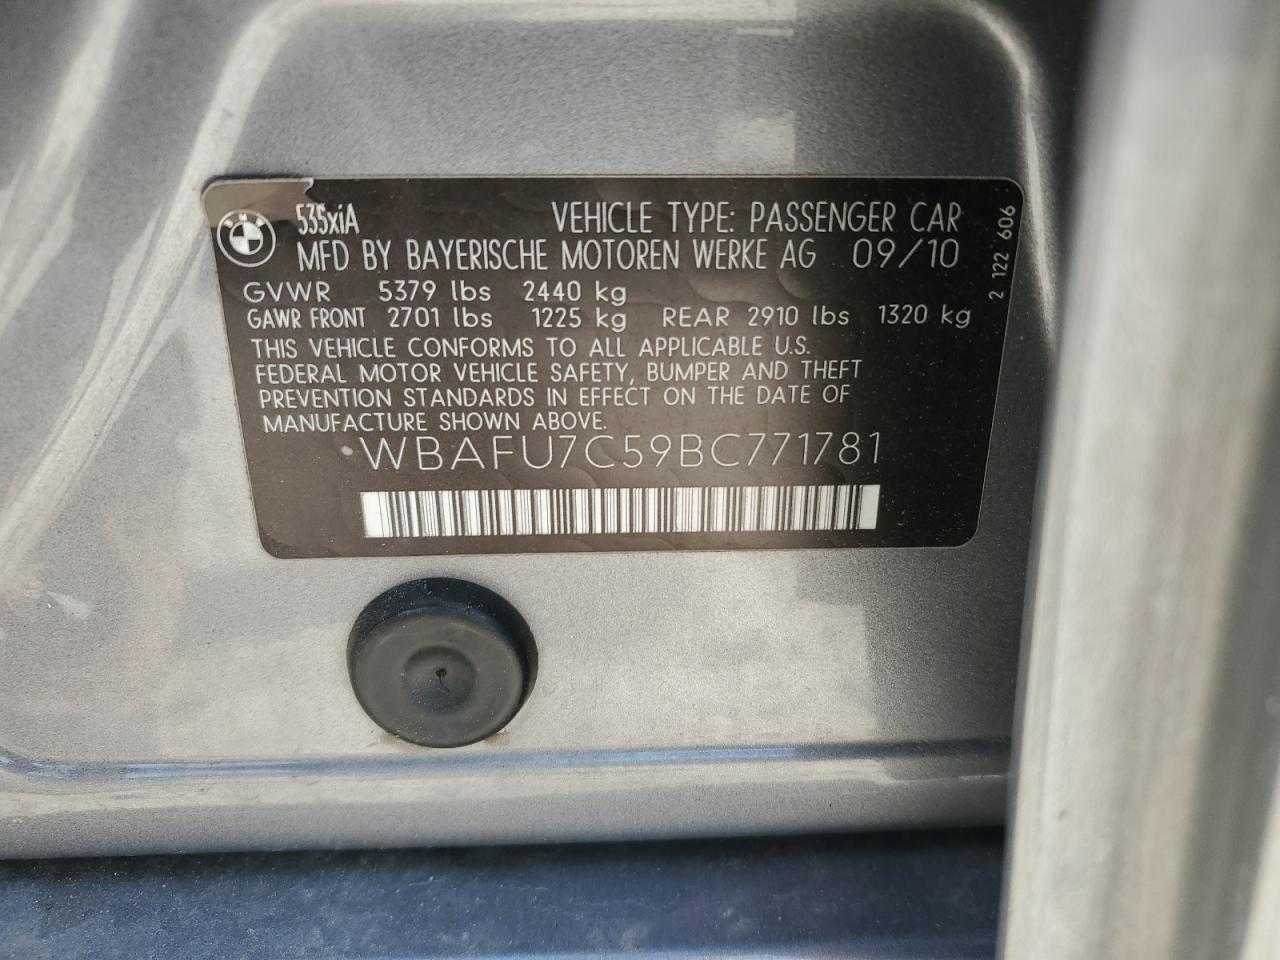 BMW
535xiA VEHICLE TYPE: PASSENGER CAR
MFD BY BAYERISCHE MOTOREN WERKE AG 09/10
GVWR 5379 lbs 2440 kg
GAWR FRONT 2701 lbs 1225 kg REAR 2910 lbs 1320 kg
THIS VEHICLE CONFORMS TO ALL APPLICABLE U.S.
FEDERAL MOTOR VEHICLE SAFETY, BUMPER AND THEFT
PREVENTION STANDARDS IN EFFECT ON THE DATE OF
MANUFACTURE SHOWN ABOVE.
WBAFU7C59BC771781
2 122 606